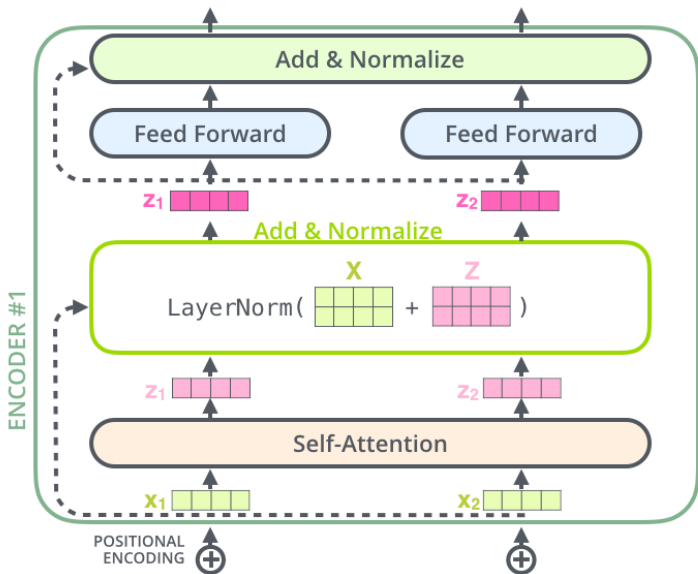 Add & Normalize
Feed Forward Feed Forward
z1 z2
Add & Normalize
X Z
LayerNorm( + )
z1 z2
Self-Attention
x1 x2
POSITIONAL
ENCODING
ENCODER #1